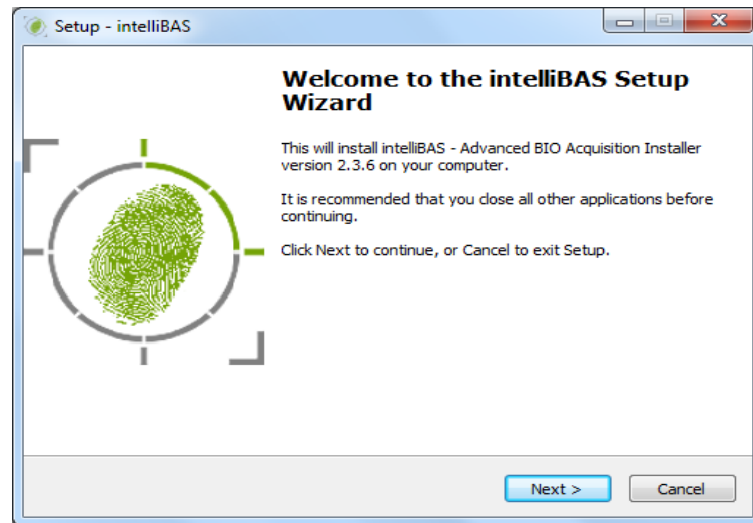 Setup - intelliBAS
Welcome to the intelliBAS Setup
Wizard
This will install intelliBAS - Advanced BIO Acquisition Installer
version 2.3.6 on your computer.
It is recommended that you close all other applications before
continuing.
Click Next to continue, or Cancel to exit Setup.
Next >
Cancel